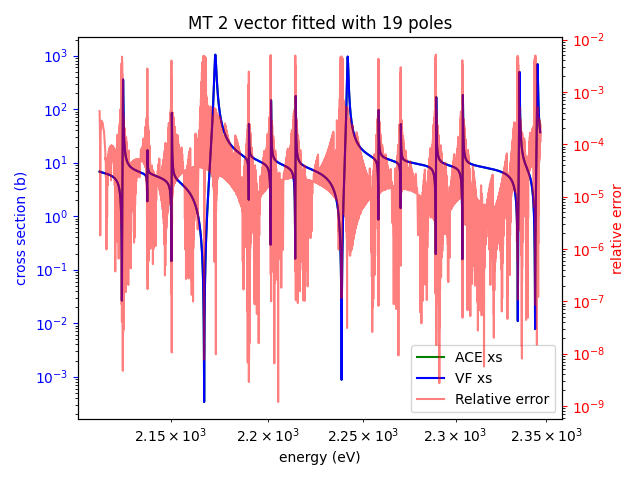 MT 2 vector fitted with 19 poles
10³
10²
10¹
10⁰
10⁻¹
10⁻²
10⁻³
cross section (b)
10⁻²
10⁻³
10⁻⁴
10⁻⁵
10⁻⁶
10⁻⁷
10⁻⁸
10⁻⁹
relative error
ACE xs
VF xs
Relative error
2.15 × 10³
2.2 × 10³
2.25 × 10³
2.3 × 10³
2.35 × 10³
energy (eV)